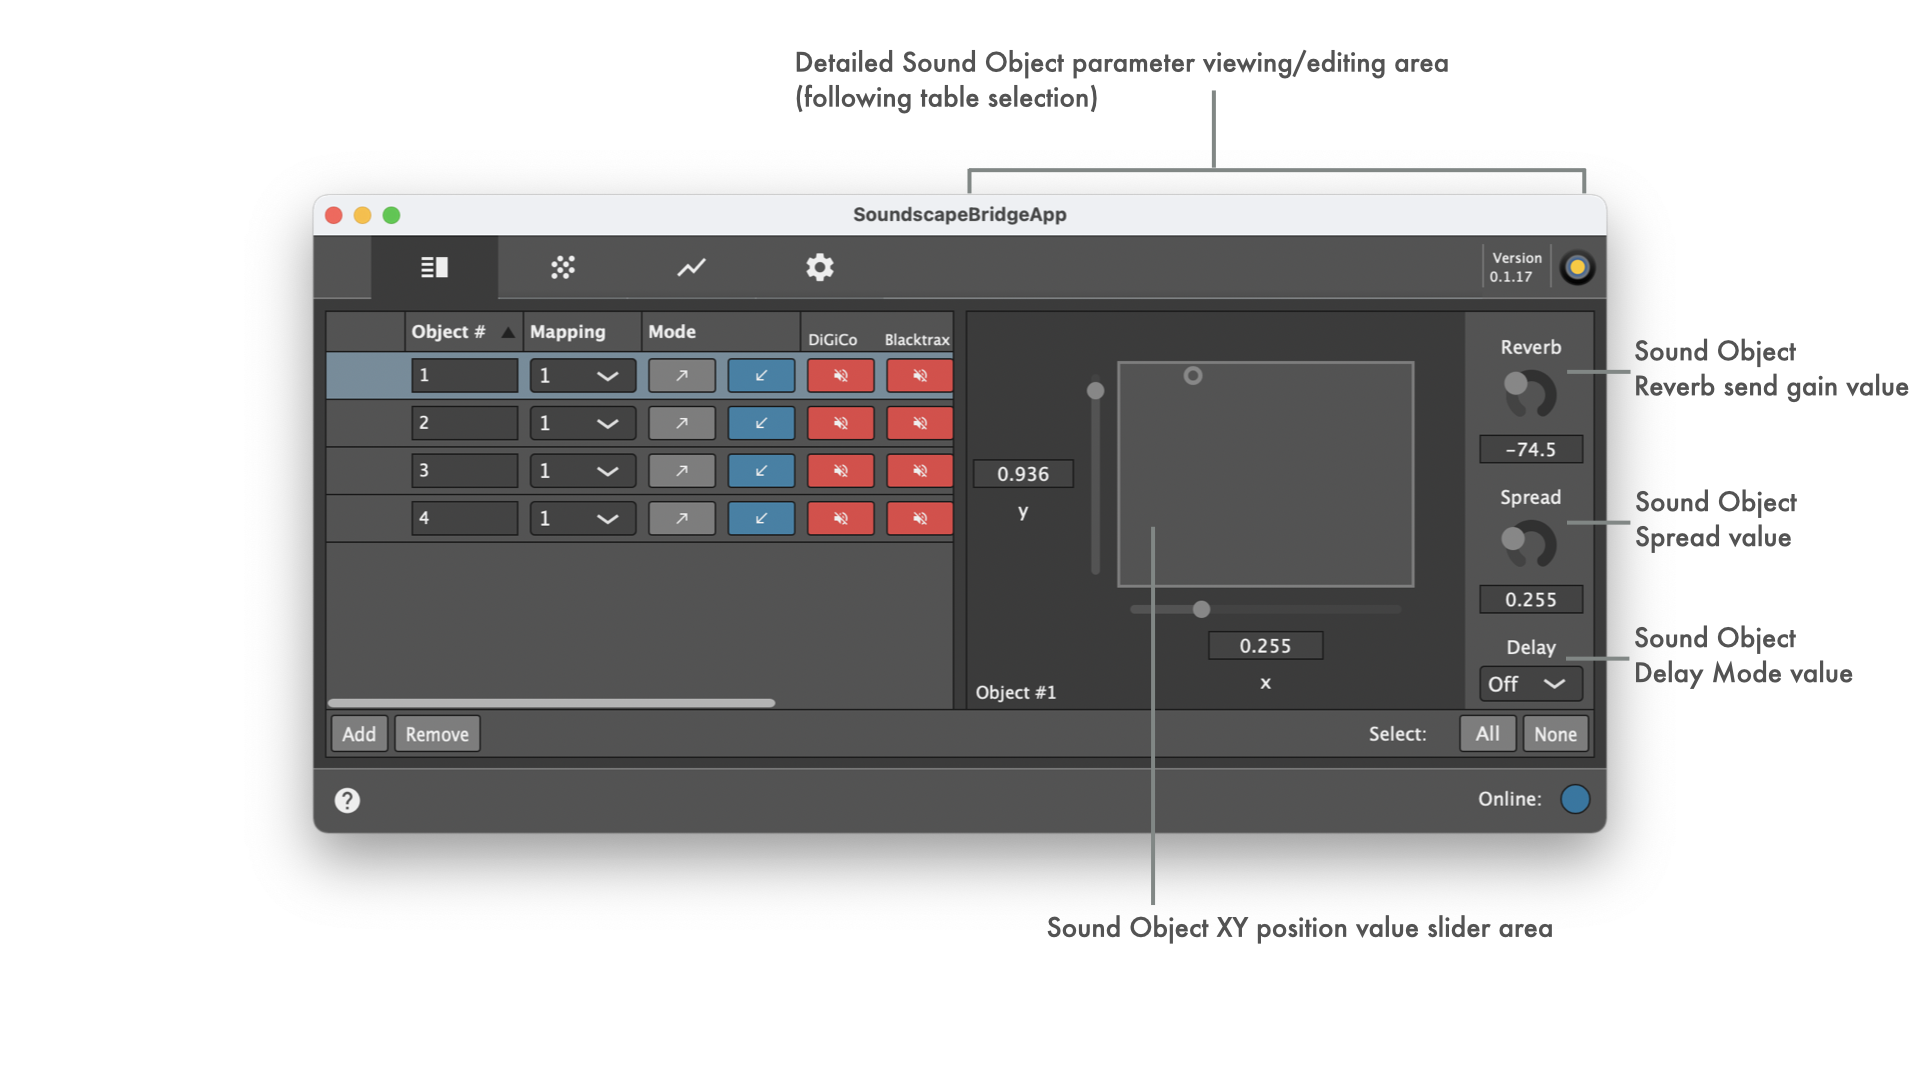 Detailed Sound Object parameter viewing/editing area
(following table selection)
SoundscapeBridgeApp
Version
0.1.17
Object # Mapping Mode DiGiCo Blacktrax
1 1
2 1
3 1
4 1
0.936
y
0.255
x
Object #1
Reverb
-74.5
Spread
0.255
Delay
Off
Sound Object
Reverb send gain value
Sound Object
Spread value
Sound Object
Delay Mode value
Add Remove
Select: All None
?
Online:
Sound Object XY position value slider area